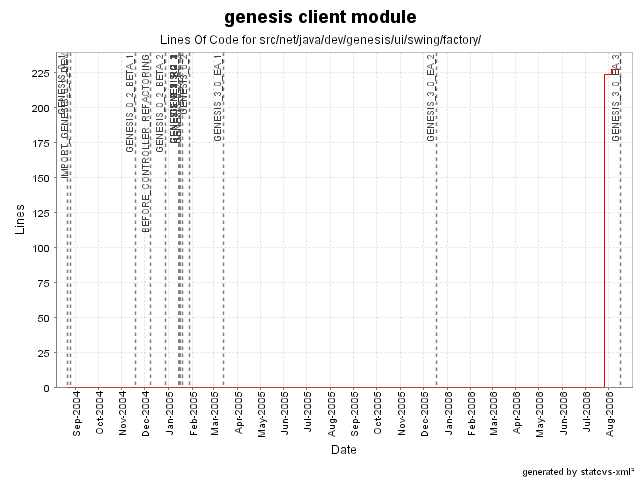 genesis client module
Lines Of Code for src/net/java/dev/genesis/ui/swing/factory/
Lines
225
200
175
150
125
100
75
50
25
0
GENESIS_0_2_BETA_1
BEFORE_CONTROLLER_REFACTORING
GENESIS_0_2_BETA_2
GENESIS_3_0_EA_1
GENESIS_3_0_EA_2
GENESIS_3_0_EA_3
Sep-2004
Oct-2004
Nov-2004
Dec-2004
Jan-2005
Feb-2005
Mar-2005
Apr-2005
May-2005
Jun-2005
Jul-2005
Aug-2005
Sep-2005
Oct-2005
Nov-2005
Dec-2005
Jan-2006
Feb-2006
Mar-2006
Apr-2006
May-2006
Jun-2006
Jul-2006
Aug-2006
Date
generated by statcvs-xml²